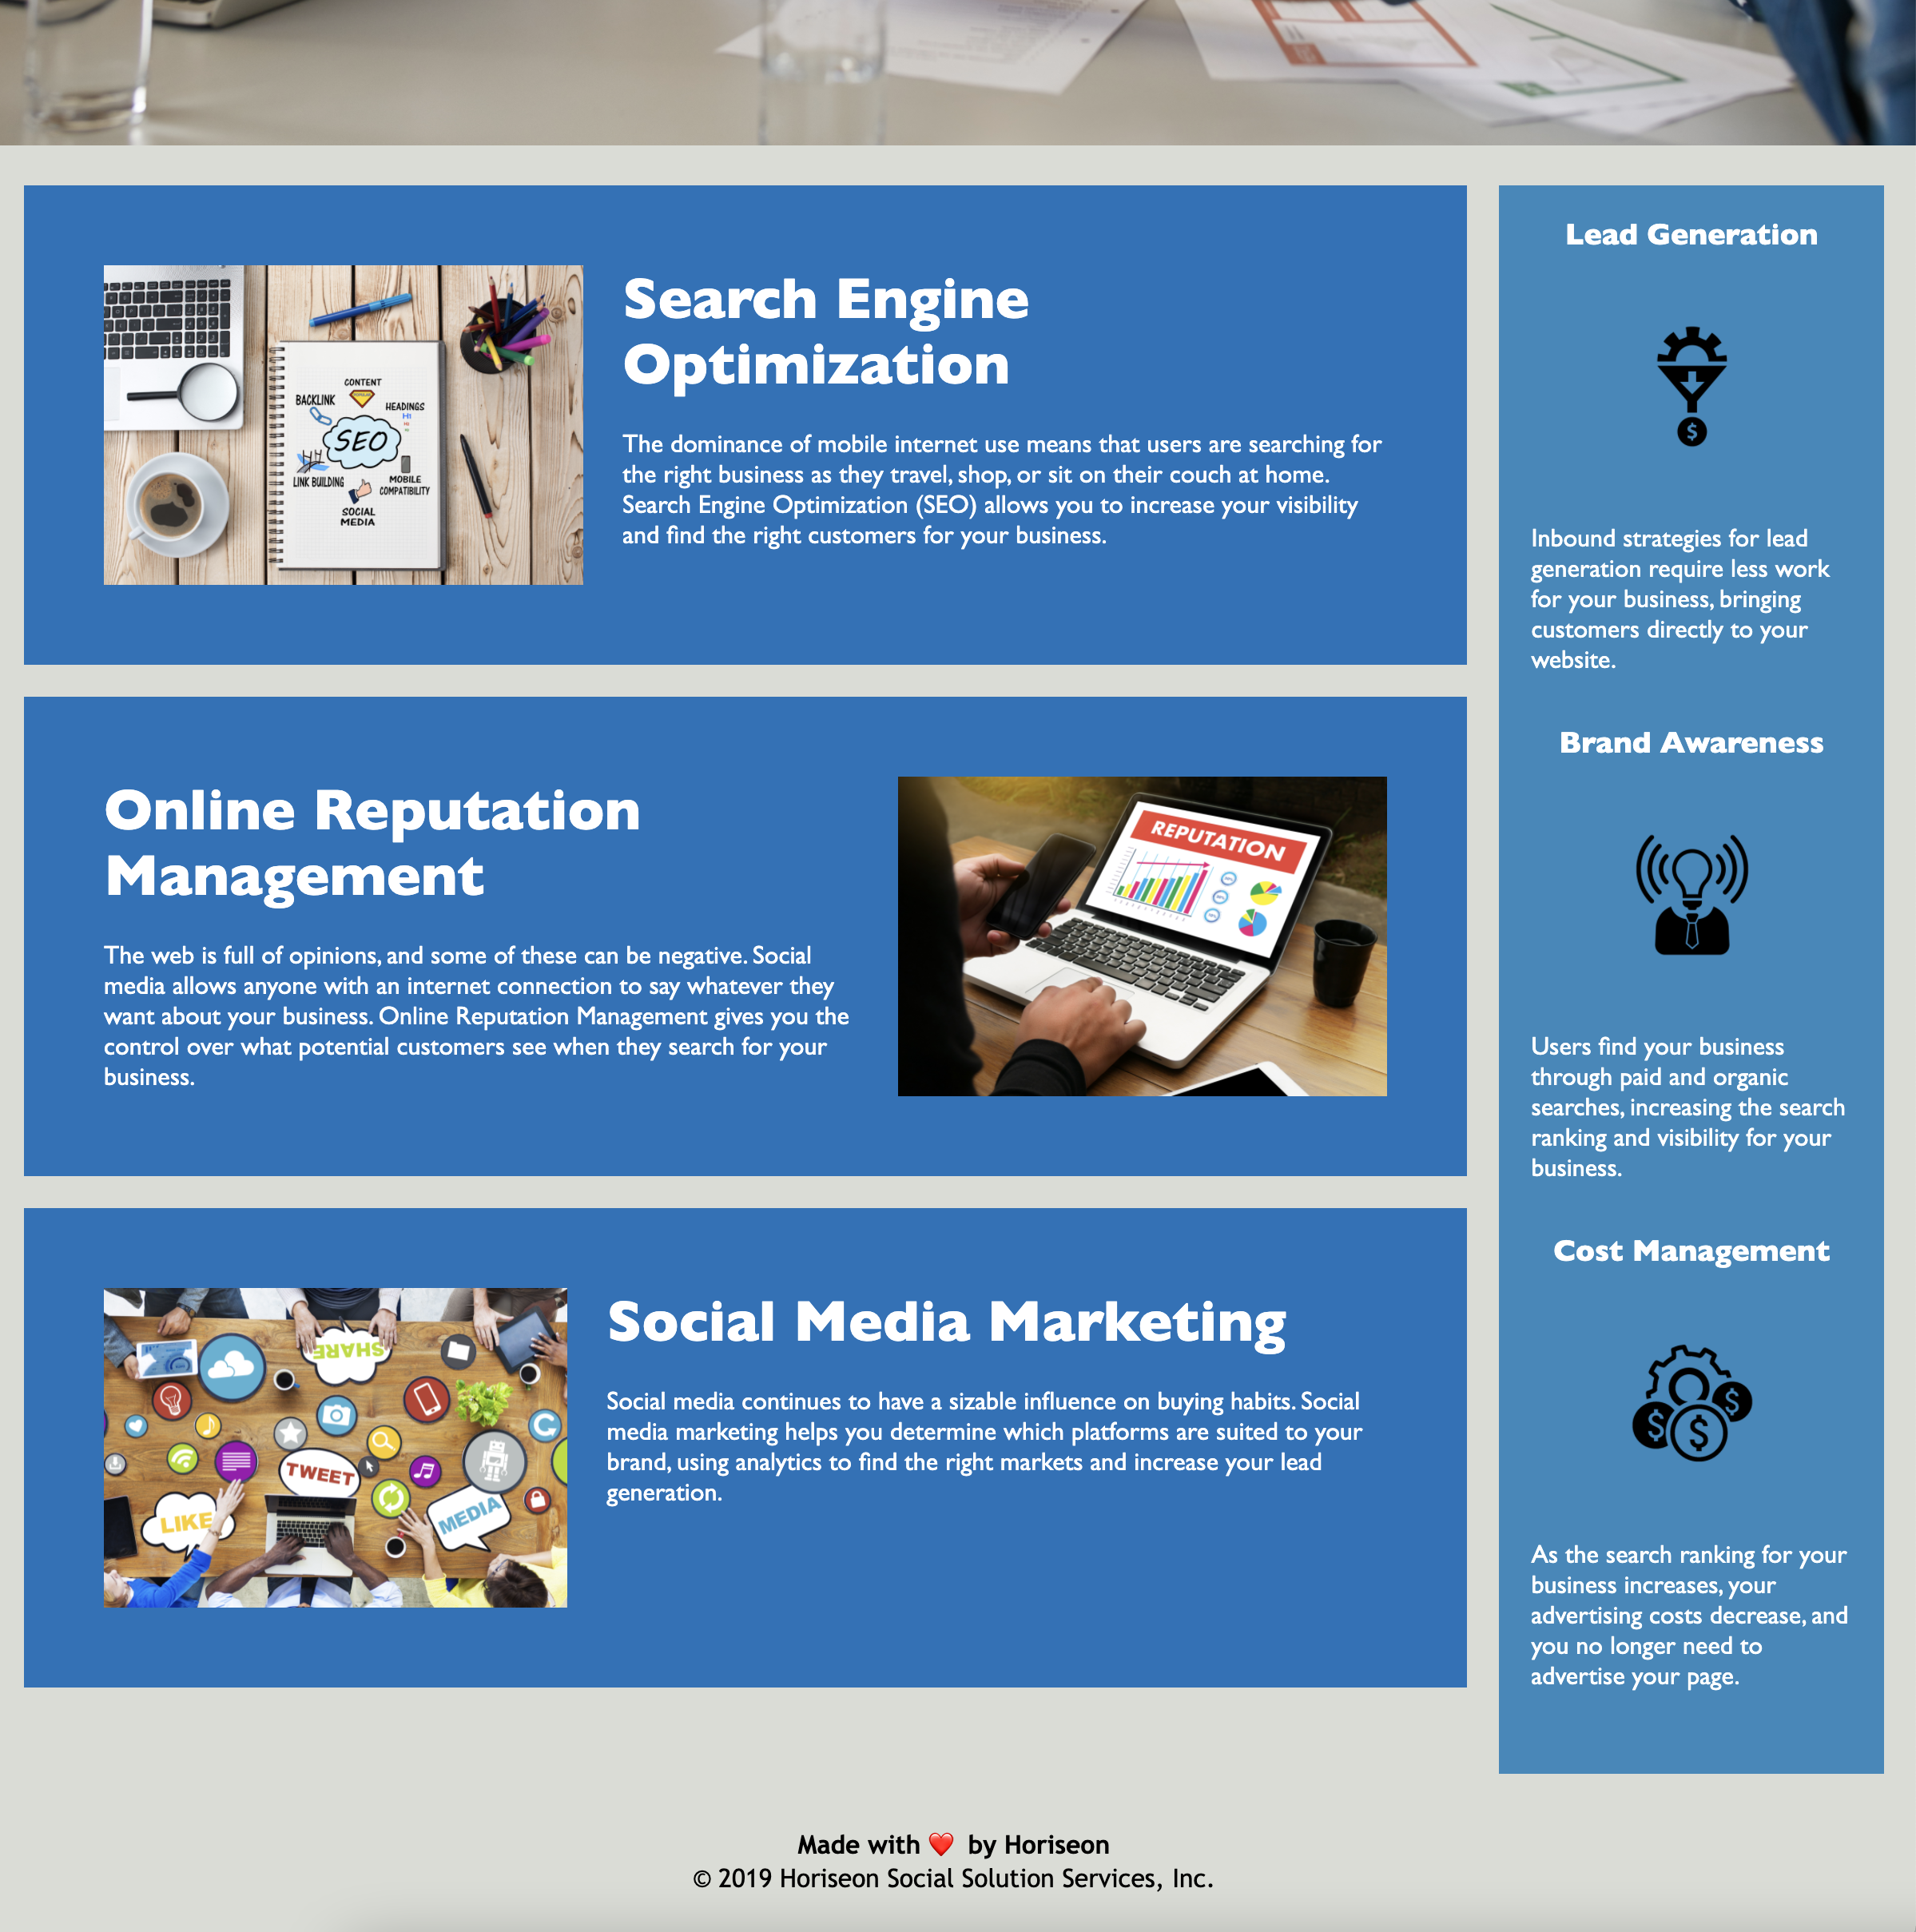 Search Engine
Optimization
The dominance of mobile internet use means that users are searching for
the right business as they travel, shop, or sit on their couch at home.
Search Engine Optimization (SEO) allows you to increase your visibility
and find the right customers for your business.
CONTENT
POPULAR
BACKLINK
HEADINGS
H1
SEO
LINK BUILDING
MOBILE
COMPATIBILITY
SOCIAL
MEDIA
Online Reputation
Management
The web is full of opinions, and some of these can be negative. Social
media allows anyone with an internet connection to say whatever they
want about your business. Online Reputation Management gives you the
control over what potential customers see when they search for your
business.
REPUTATION
Social Media Marketing
Social media continues to have a sizable influence on buying habits. Social
media marketing helps you determine which platforms are suited to your
brand, using analytics to find the right markets and increase your lead
generation.
SHARE
TWEET
LIKE
MEDIA
Lead Generation
$
Inbound strategies for lead
generation require less work
for your business, bringing
customers directly to your
website.
Brand Awareness
Users find your business
through paid and organic
searches, increasing the search
ranking and visibility for your
business.
Cost Management
$ $ $
As the search ranking for your
business increases, your
advertising costs decrease, and
you no longer need to
advertise your page.
Made with ❤️ by Horiseon
© 2019 Horiseon Social Solution Services, Inc.